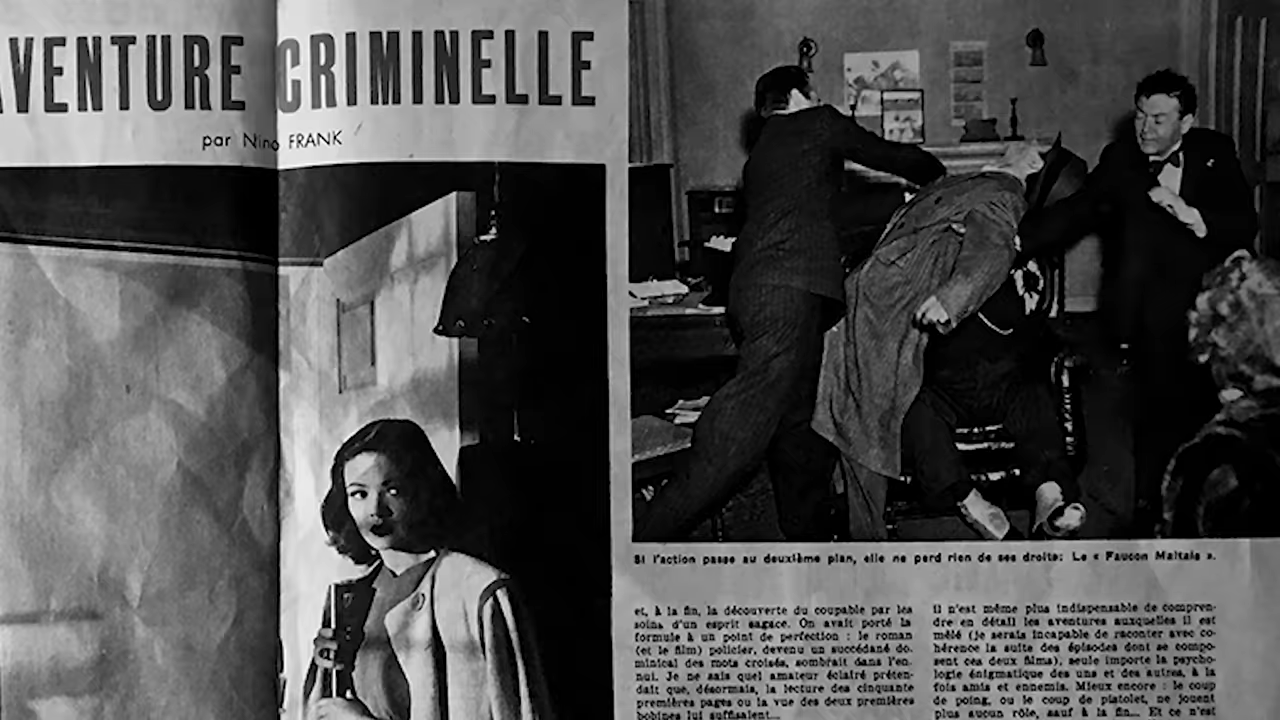 AVENTURE CRIMINELLE
par Nino FRANK
Si l'action passe au deuxième plan, elle ne perd rien de ses droits: Le « Faucon Maltais ».
et, à la fin, la découverte du coupable par les
soins d'un esprit sagace. On avait porté la
formule à un point de perfection : le roman
(et le film) policier, devenu un succédané do-
minical des mots croisés, sombrait dans l'en-
nui. Je ne sais quel amateur éclairé préten-
dait que, désormais, la lecture des cinquante
premières pages ou la vue des deux premières
bobines lui suffisaient...
il n'est même plus indispensable de compren-
dre en détail les aventures auxquelles il est
mêlé (je serais incapable de raconter avec co-
hérence la suite des épisodes dont se compo-
sent ces deux films), seule importe la psycho-
logie énigmatique des uns et des autres, à la
fois amis et ennemis. Mieux encore : le coup
de poing, ou le coup de pistolet, ne jouent
plus aucun rôle, sauf à la fin... Et ce n'est